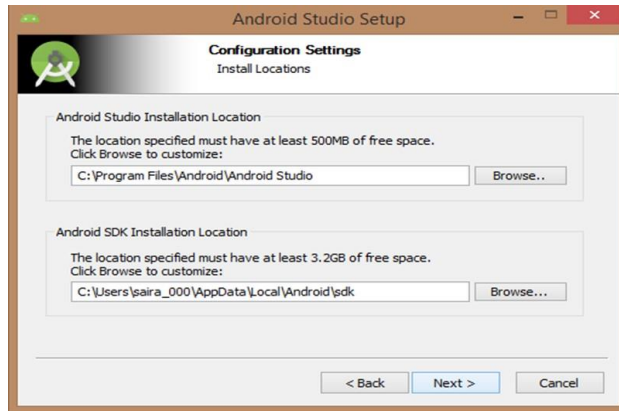 Android Studio Setup
Configuration Settings
Install Locations
Android Studio Installation Location
The location specified must have at least 500MB of free space.
Click Browse to customize:
C:\Program Files\Android\Android Studio
Browse..
Android SDK Installation Location
The location specified must have at least 3.2GB of free space.
Click Browse to customize:
C:\Users\saira_000\AppData\Local\Android\sdk
Browse...
< Back
Next >
Cancel